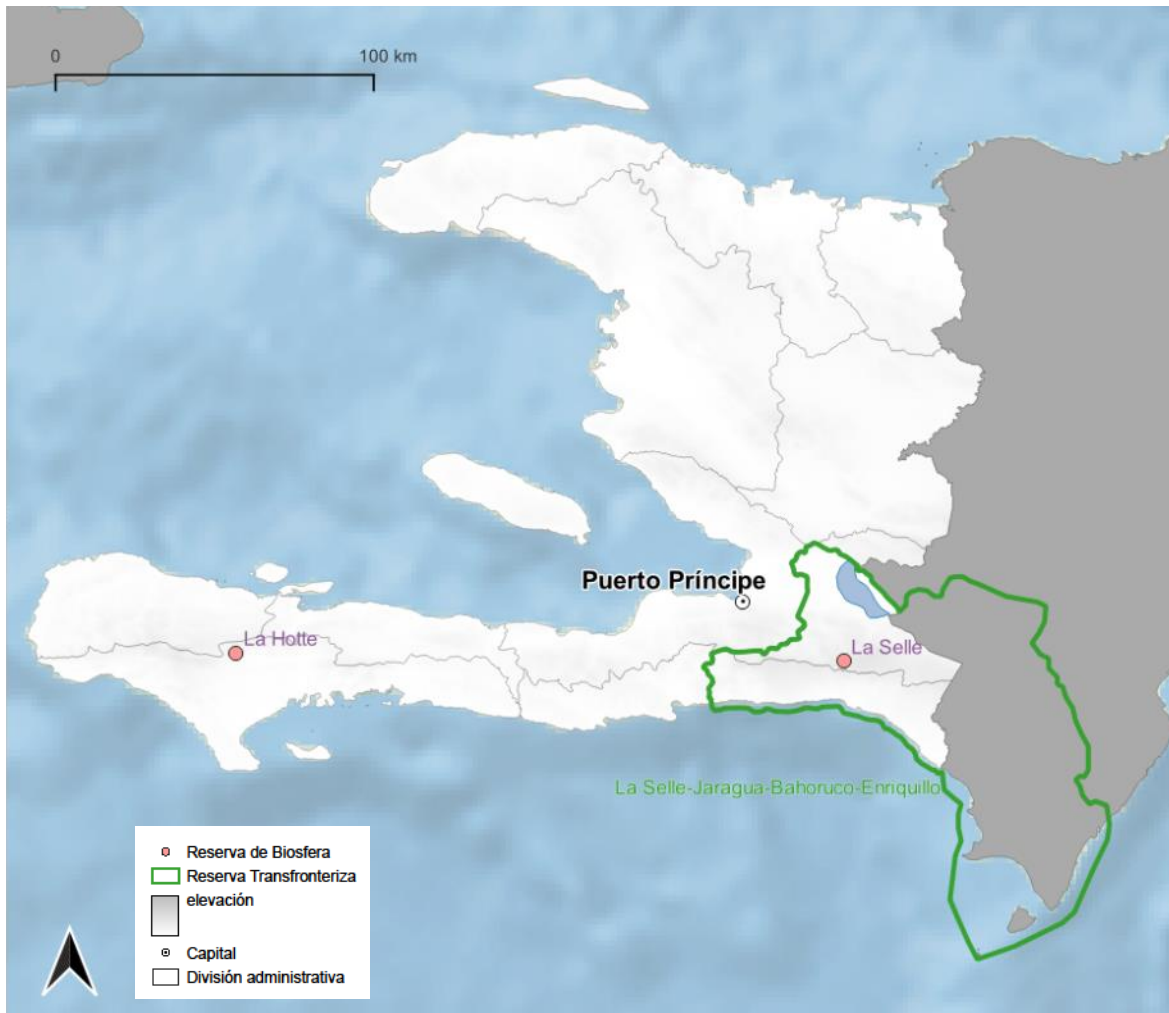 0
100 km
Puerto Príncipe
La Hotte
La Selle
La Selle-Jaragua-Bahoruco-Enriquillo
Reserva de Biosfera
Reserva Transfronteriza
elevación
Capital
División administrativa